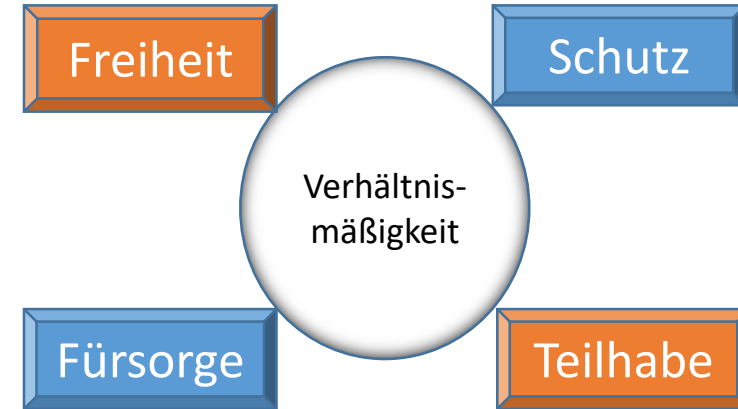 Freiheit
Schutz
Verhältnis-
mäßigkeit
Fürsorge
Teilhabe